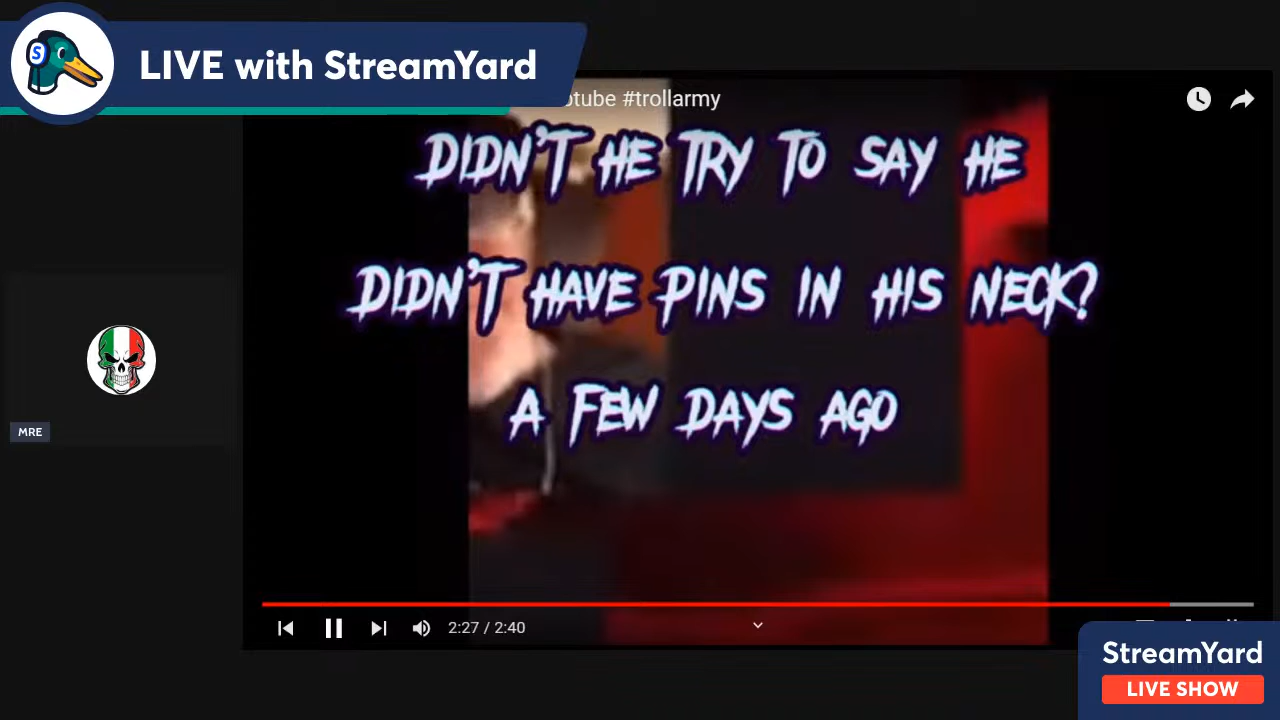 LIVE with StreamYard
otube #trollarmy
DIDN'T HE TRY TO SAY HE
DIDN'T HAVE PINS IN HIS NECK?
A FEW DAYS AGO
MRE
2:27 / 2:40
StreamYard
LIVE SHOW
S